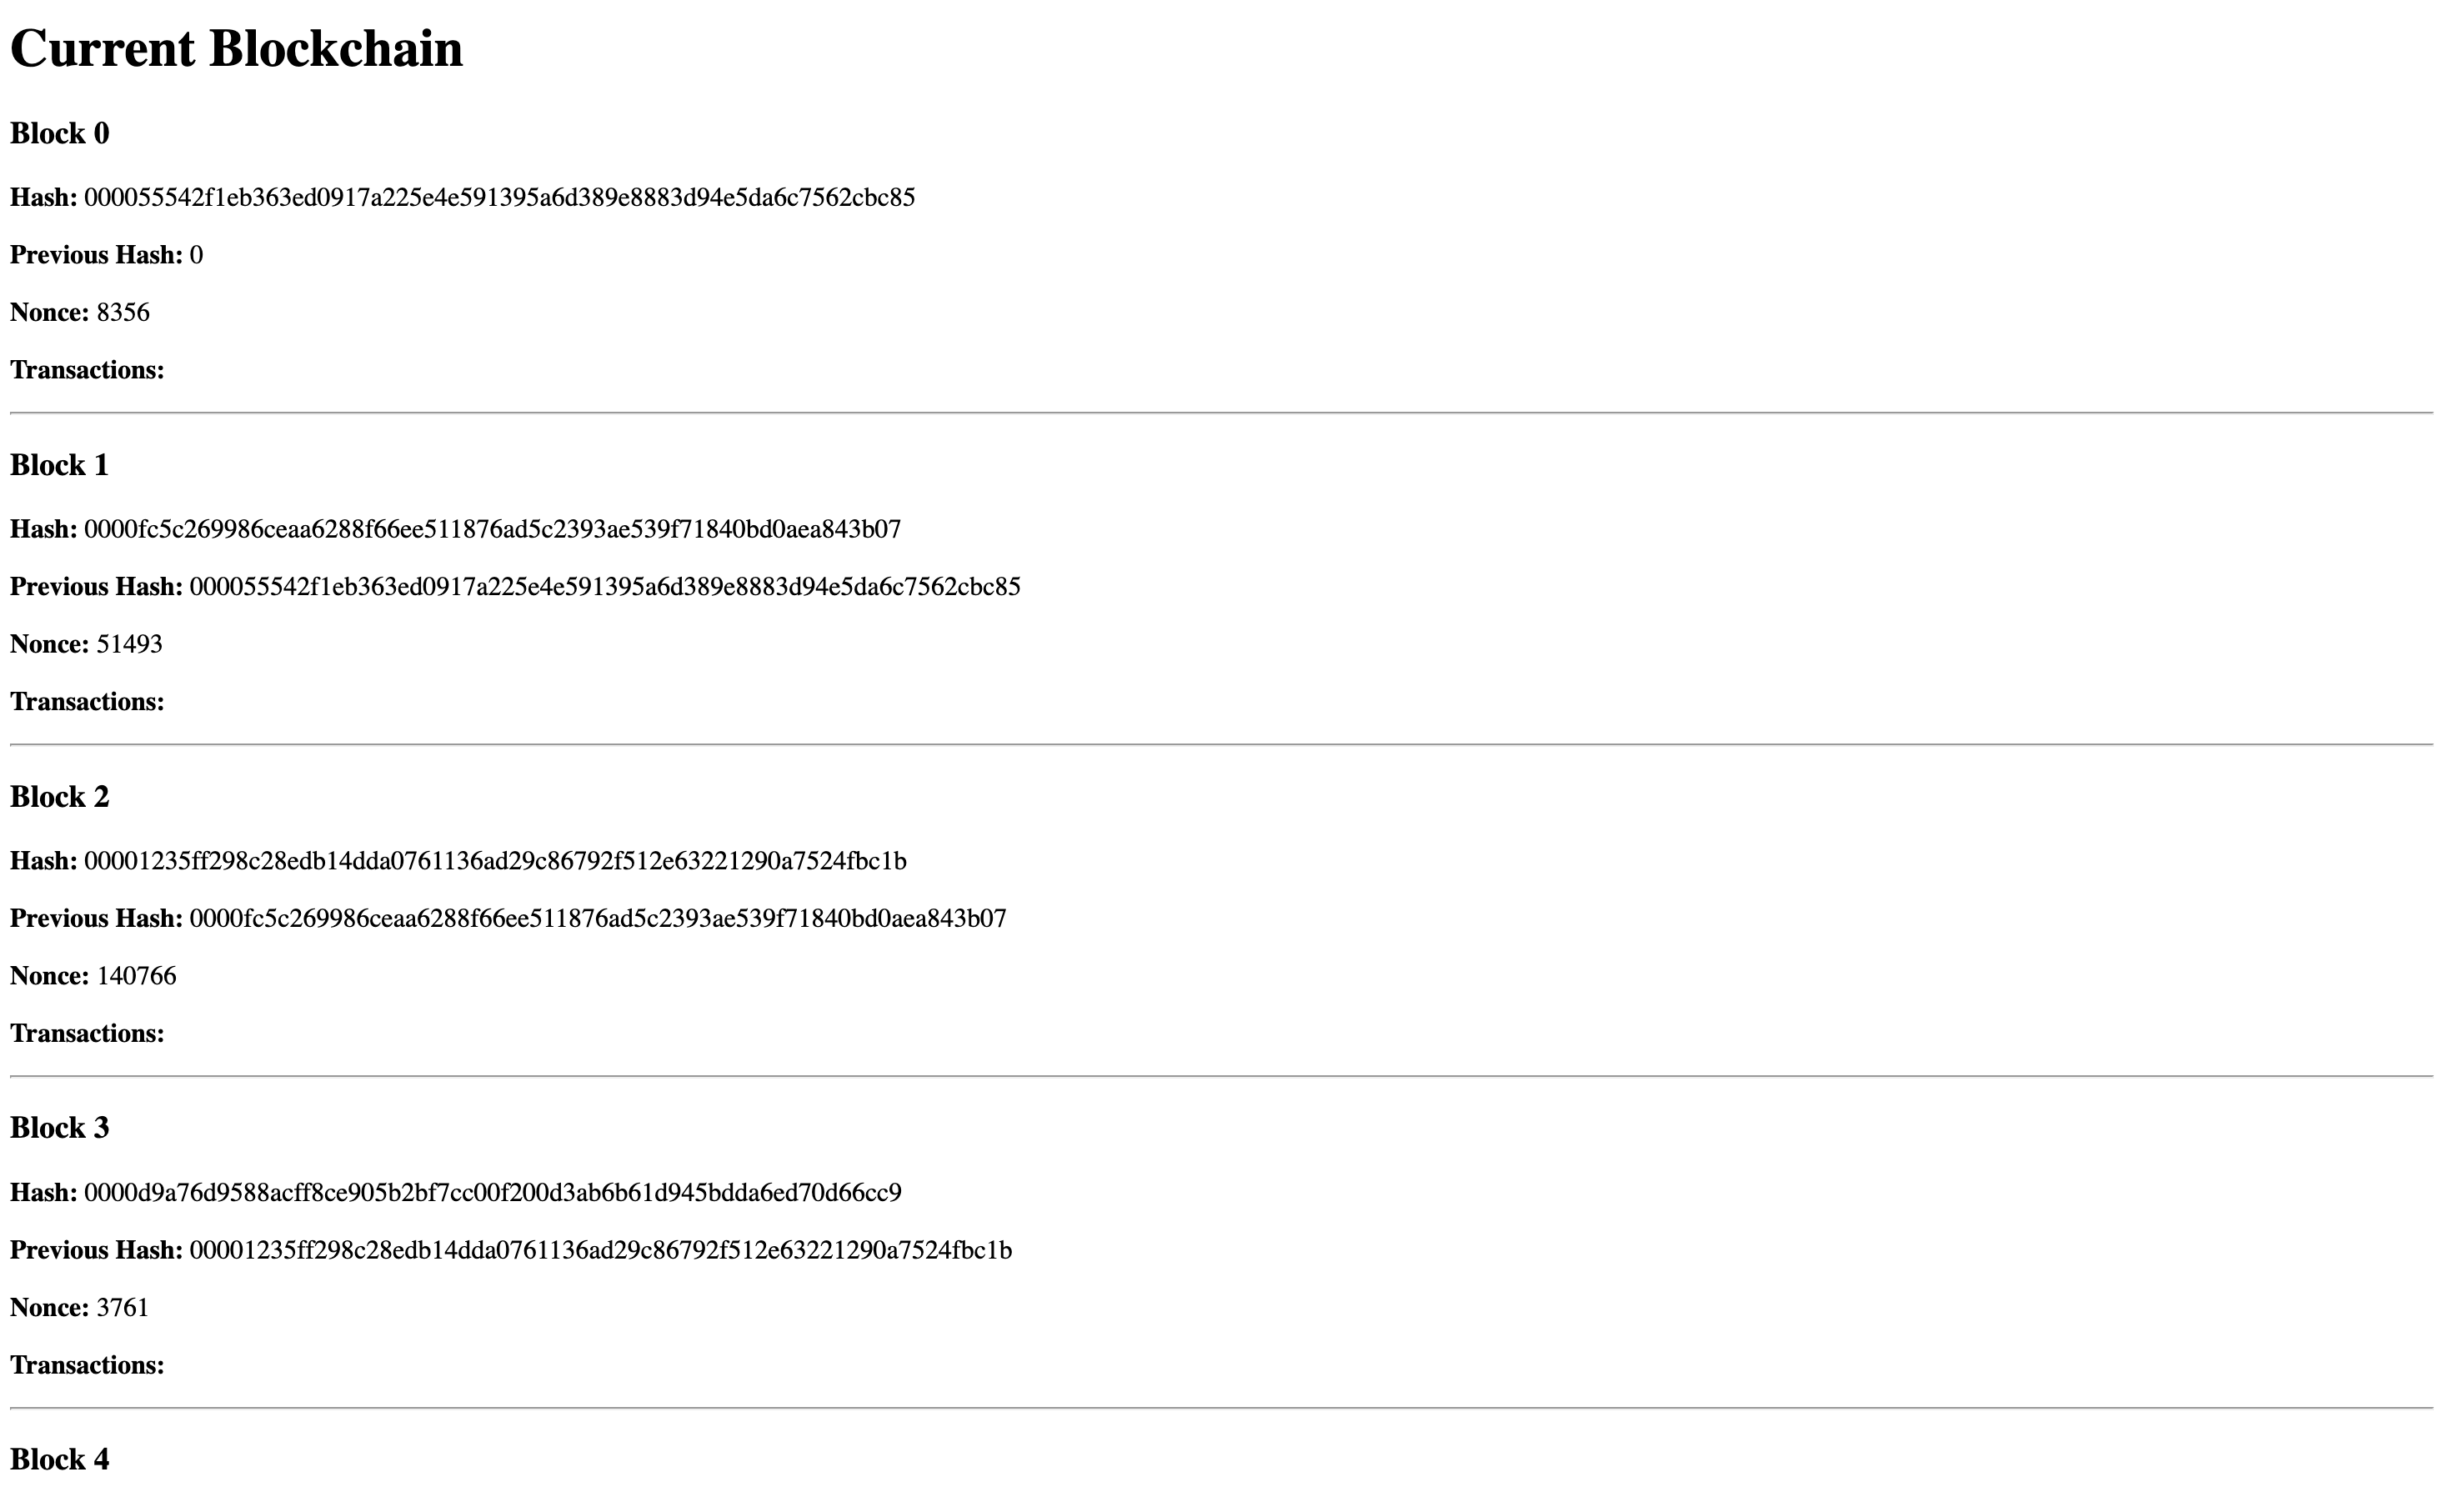 Current Blockchain
Block 0
Hash: 000055542f1eb363ed0917a225e4e591395a6d389e8883d94e5da6c7562cbc85
Previous Hash: 0
Nonce: 8356
Transactions:
Block 1
Hash: 0000fc5c269986ceaa6288f66ee511876ad5c2393ae539f71840bd0aea843b07
Previous Hash: 000055542f1eb363ed0917a225e4e591395a6d389e8883d94e5da6c7562cbc85
Nonce: 51493
Transactions:
Block 2
Hash: 00001235ff298c28edb14dda0761136ad29c86792f512e63221290a7524fbc1b
Previous Hash: 0000fc5c269986ceaa6288f66ee511876ad5c2393ae539f71840bd0aea843b07
Nonce: 140766
Transactions:
Block 3
Hash: 0000d9a76d9588acff8ce905b2bf7cc00f200d3ab6b61d945bdda6ed70d66cc9
Previous Hash: 00001235ff298c28edb14dda0761136ad29c86792f512e63221290a7524fbc1b
Nonce: 3761
Transactions:
Block 4